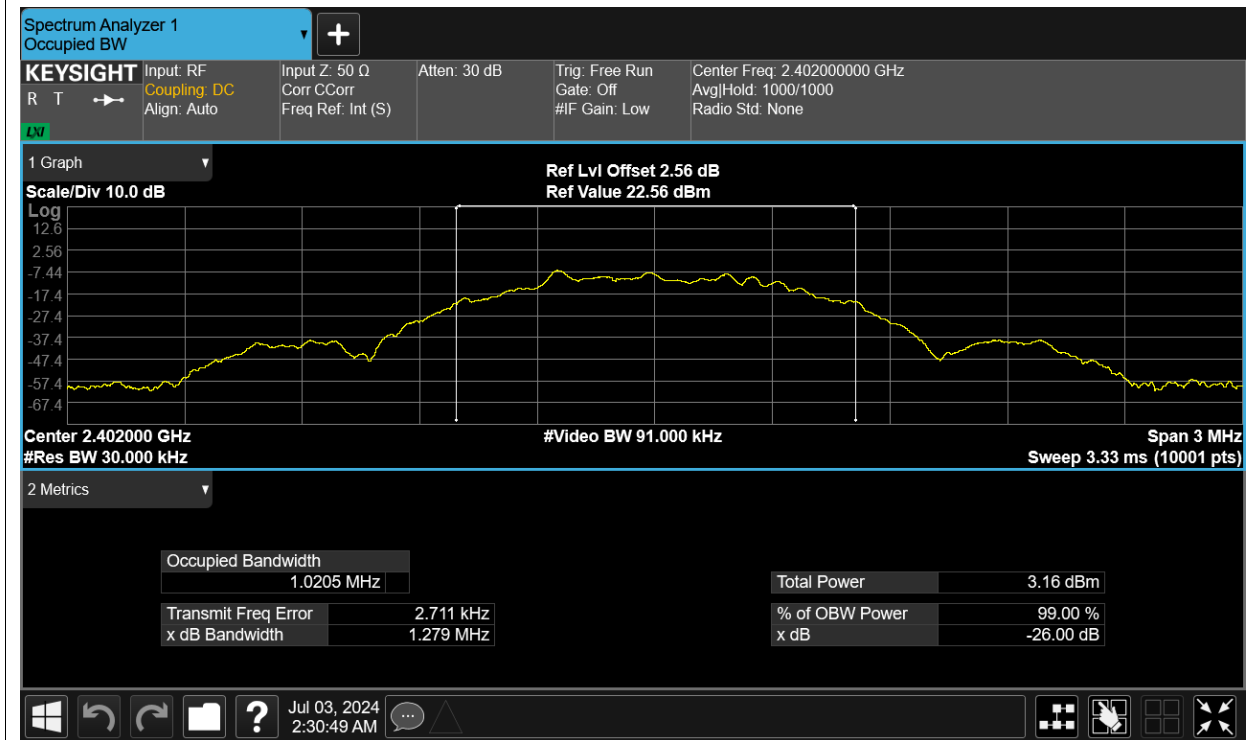 Spectrum Analyzer 1
Occupied BW
KEYSIGHT
R T
LXI
Input: RF
Coupling: DC
Align: Auto
Input Z: 50 Ω
Corr CCorr
Freq Ref: Int (S)
Atten: 30 dB
Trig: Free Run
Gate: Off
#IF Gain: Low
Center Freq: 2.402000000 GHz
Avg|Hold: 1000/1000
Radio Std: None
1 Graph
Scale/Div 10.0 dB
Ref Lvl Offset 2.56 dB
Ref Value 22.56 dBm
Log
12.6
2.56
-7.44
-17.4
-27.4
-37.4
-47.4
-57.4
-67.4
Center 2.402000 GHz
#Res BW 30.000 kHz
#Video BW 91.000 kHz
Span 3 MHz
Sweep 3.33 ms (10001 pts)
2 Metrics
Occupied Bandwidth
1.0205 MHz
Transmit Freq Error 2.711 kHz
x dB Bandwidth 1.279 MHz
Total Power 3.16 dBm
% of OBW Power 99.00 %
x dB -26.00 dB
?
Jul 03, 2024
2:30:49 AM